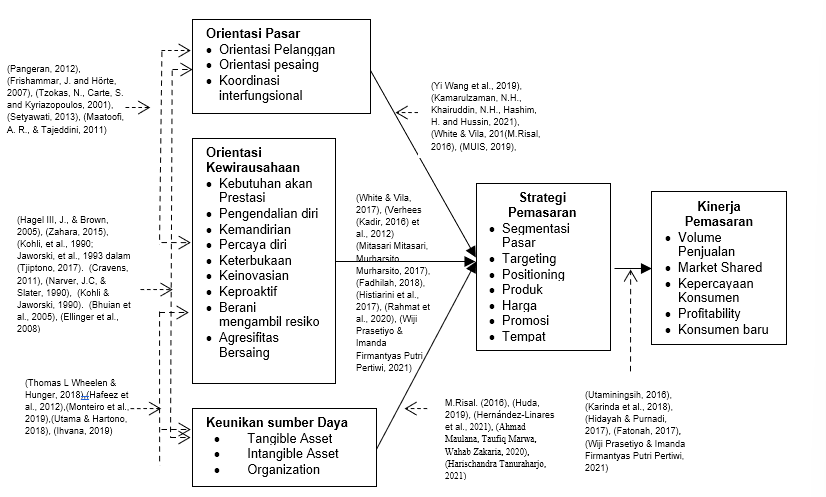 Orientasi Pasar
Orientasi Pelanggan
Orientasi pesaing
Koordinasi
interfungsional
(Pangeran, 2012),
(Frishammar, J. and Hörte,
2007), (Tzokas, N., Carte, S.
and Kyriazopoulos, 2001),
(Setyawati, 2013), (Maatoofi,
A. R., & Tajeddini, 2011)
(Yi Wang et al., 2019),
(Kamarulzaman, N.H.,
Khairuddin, N.H., Hashim,
H. and Hussin, 2021),
(White & Vila, 201(M.Risal,
2016), (MUIS, 2019),
Orientasi
Kewirausahaan
Kebutuhan akan
Prestasi
Pengendalian diri
Kemandirian
Percaya diri
Keterbukaan
Keinovasian
Keproaktif
Berani
mengambil resiko
Agresifitas
Bersaing
(Hagel III, J., & Brown,
2005), (Zahara, 2015),
(Kohli, et al., 1990;
Jaworski, et al., 1993 dalam
(Tjiptono, 2017). (Cravens,
2011), (Narver, J.C, &
Slater, 1990), (Kohli &
Jaworski, 1990). (Bhuian et
al., 2005), (Ellinger et al.,
2008)
(White & Vila,
2017), (Verhees
(Kadir, 2016) et
al., 2012)
(Mitasari Mitasari,
Murharsito
Murharsito, 2017),
(Fadhilah, 2018),
(Histiarini et al.,
2017), (Rahmat et
al., 2020), (Wiji
Prasetiyo &
Imanda
Firmantyas Putri
Pertiwi, 2021)
Strategi
Pemasaran
Segmentasi
Pasar
Targeting
Positioning
Produk
Harga
Promosi
Tempat
Kinerja
Pemasaran
Volume
Penjualan
Market Shared
Kepercayaan
Konsumen
Profitability
Konsumen baru
(Thomas L Wheelen &
Hunger, 2018),(Hafeez et
al., 2012),(Monteiro et al.,
2019),(Utama & Hartono,
2018), (Ihvana, 2019)
Keunikan sumber Daya
Tangible Asset
Intangible Asset
Organization
M.Risal. (2016), (Huda,
2019), (Hernández-Linares
et al., 2021), (Ahmad
Maulana, Taufiq Marwa,
Wahab Zakaria, 2020),
(Harischandra Tanuraharjo,
2021)
(Utaminingsih, 2016),
(Karinda et al., 2018),
(Hidayah & Purnadi,
2017), (Fatonah, 2017),
(Wiji Prasetiyo & Imanda
Firmantyas Putri Pertiwi,
2021)